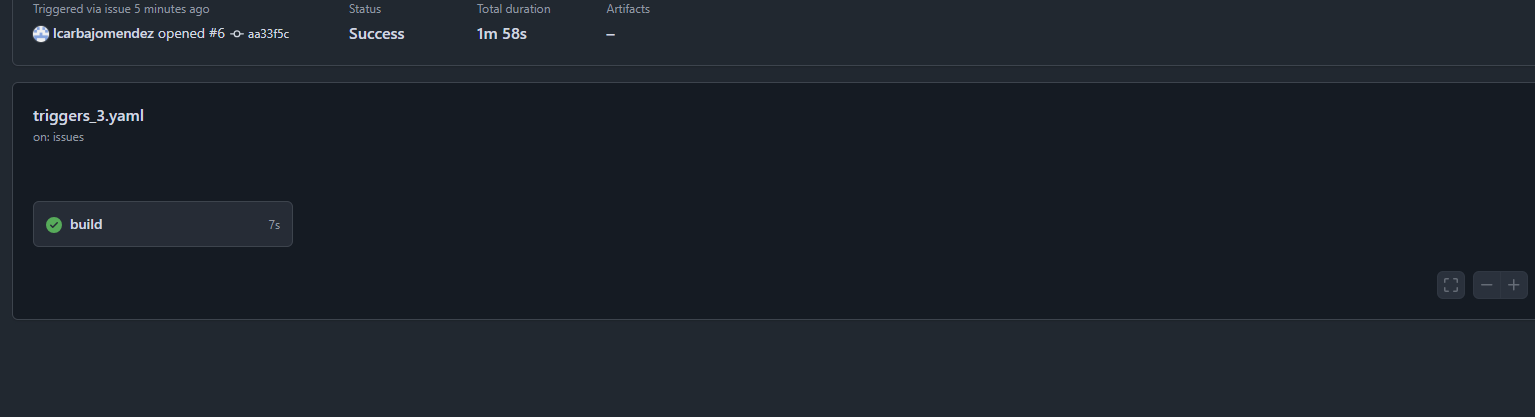 Triggered via issue 5 minutes ago
Status
Total duration
Artifacts
lcarbajomendez opened #6 aa33f5c
Success
1m 58s
–
triggers_3.yaml
on: issues
build
7s